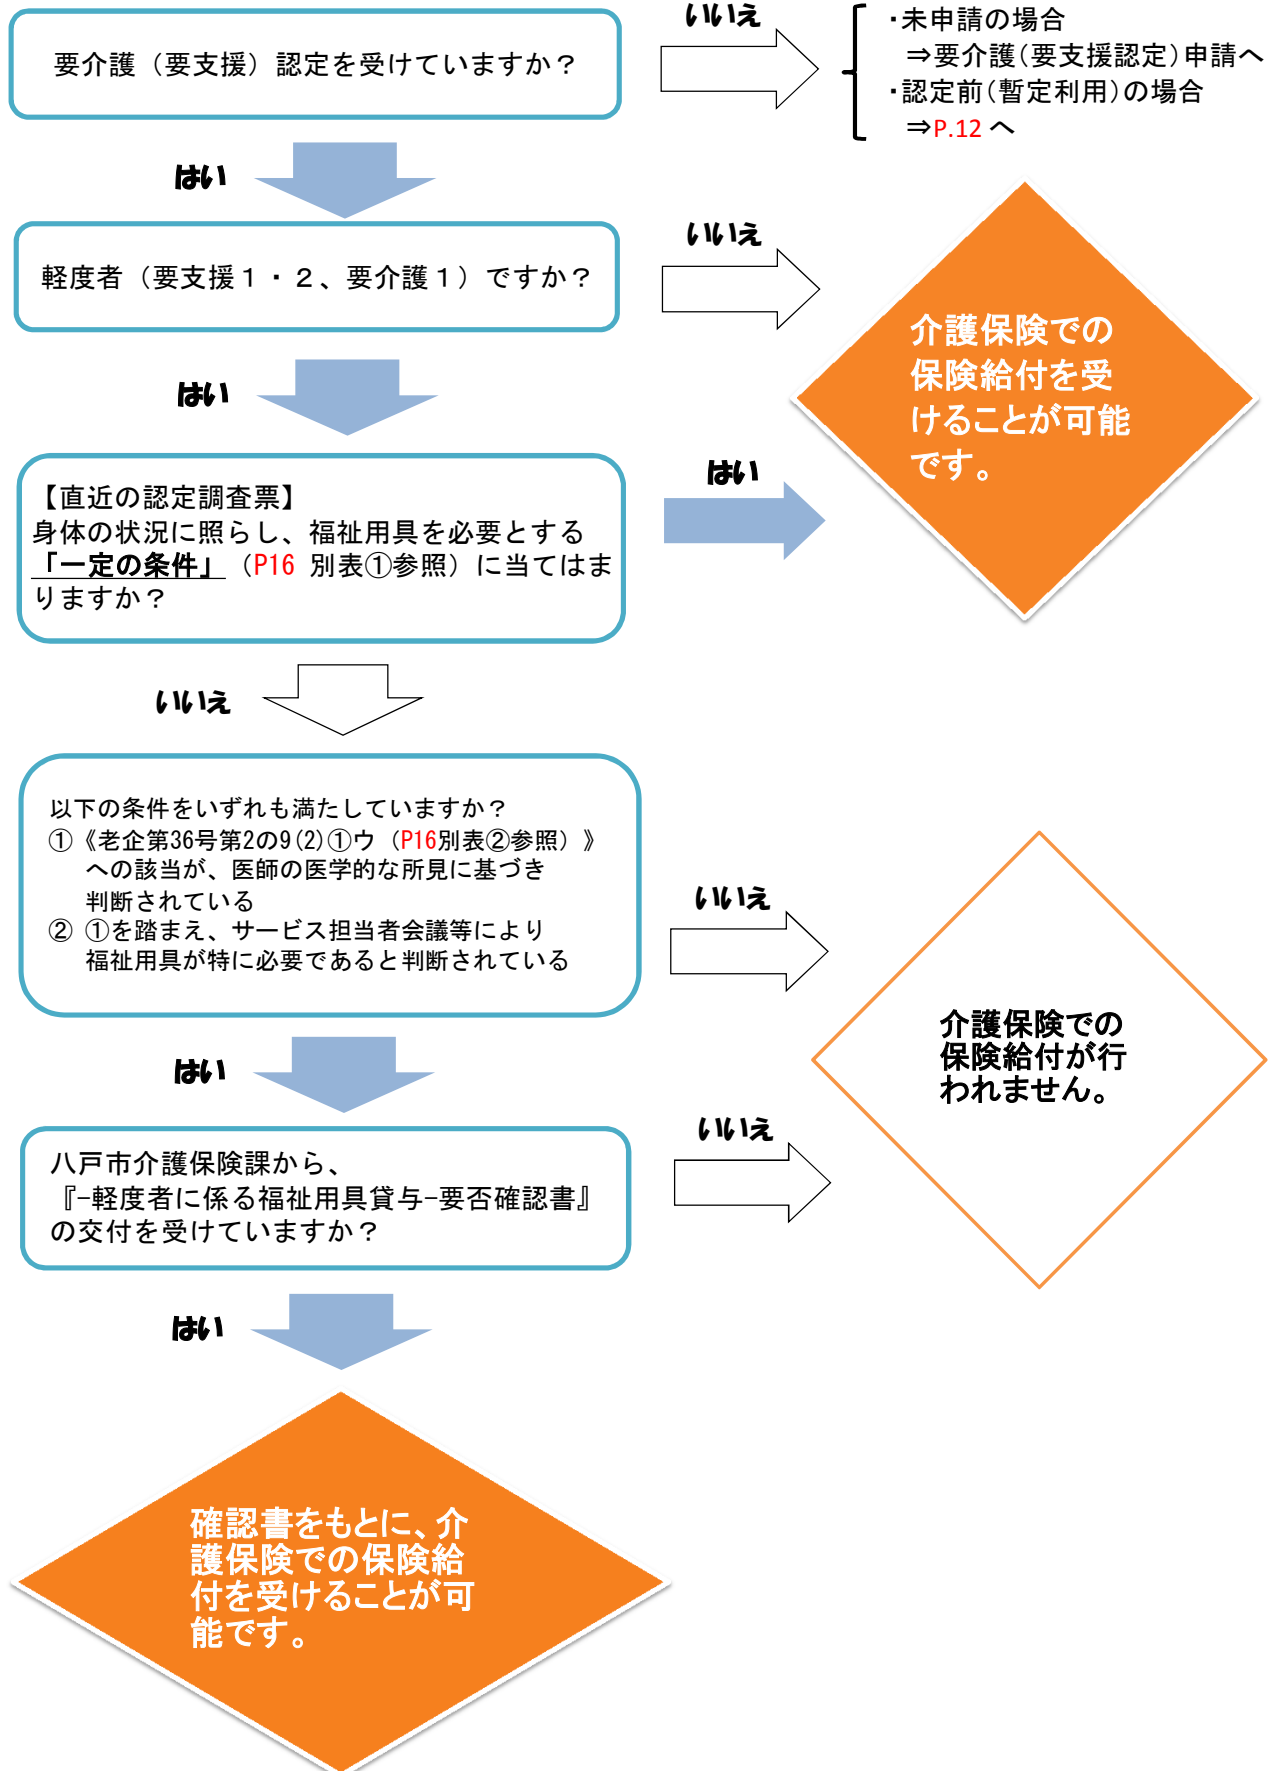 要介護（要支援）認定を受けていますか？
いいえ
・未申請の場合
⇒要介護(要支援認定)申請へ
・認定前(暫定利用)の場合
⇒P.12 へ
はい
軽度者（要支援１・２、要介護１）ですか？
いいえ
介護保険での
保険給付を受
けることが可能
です。
はい
【直近の認定調査票】
身体の状況に照らし、福祉用具を必要とする
「一定の条件」（P16 別表①参照）に当てはま
りますか？
はい
いいえ
以下の条件をいずれも満たしていますか？
①《老企第36号第2の9(2)①ウ（P16別表②参照）》
への該当が、医師の医学的な所見に基づき
判断されている
② ①を踏まえ、サービス担当者会議等により
福祉用具が特に必要であると判断されている
いいえ
介護保険での
保険給付が行
われません。
はい
八戸市介護保険課から、
『-軽度者に係る福祉用具貸与-要否確認書』
の交付を受けていますか？
いいえ
はい
確認書をもとに、介
護保険での保険給
付を受けることが可
能です。